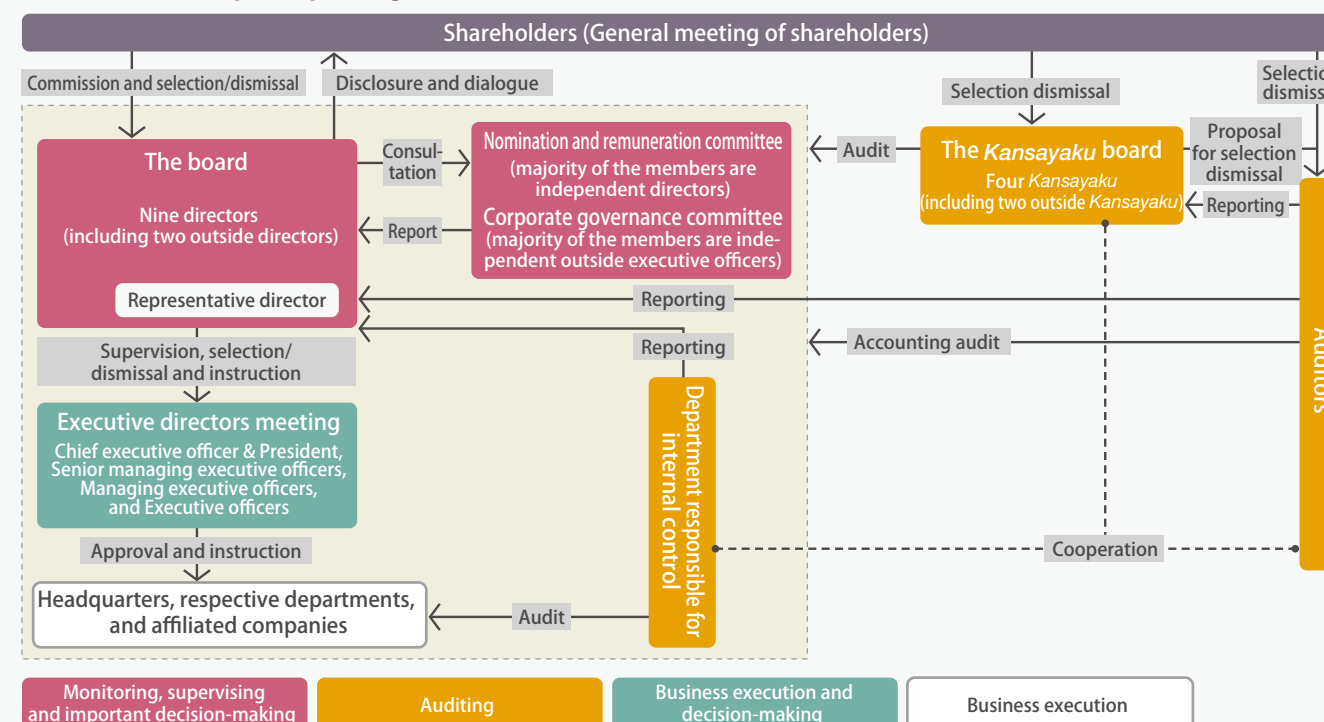 Shareholders (General meeting of shareholders)
Commission and selection/dismissal
Disclosure and dialogue
Selection dismissal
The board
Nine directors
(including two outside directors)
Representative director
Consul-
tation
Report
Nomination and remuneration committee
(majority of the members are
independent directors)
Corporate governance committee
(majority of the members are inde-
pendent outside executive officers)
Audit
The Kansayaku board
Four Kansayaku
(including two outside Kansayaku)
Proposal
for selection
dismissal
Reporting
Reporting
Reporting
Accounting audit
Auditors
Supervision, selection/
dismissal and instruction
Executive directors meeting
Chief executive officer & President,
Senior managing executive officers,
Managing executive officers,
and Executive officers
Department responsible for
internal control
Approval and instruction
Cooperation
Headquarters, respective departments,
and affiliated companies
Audit
Monitoring, supervising
and important decision-making
Auditing
Business execution and
decision-making
Business execution